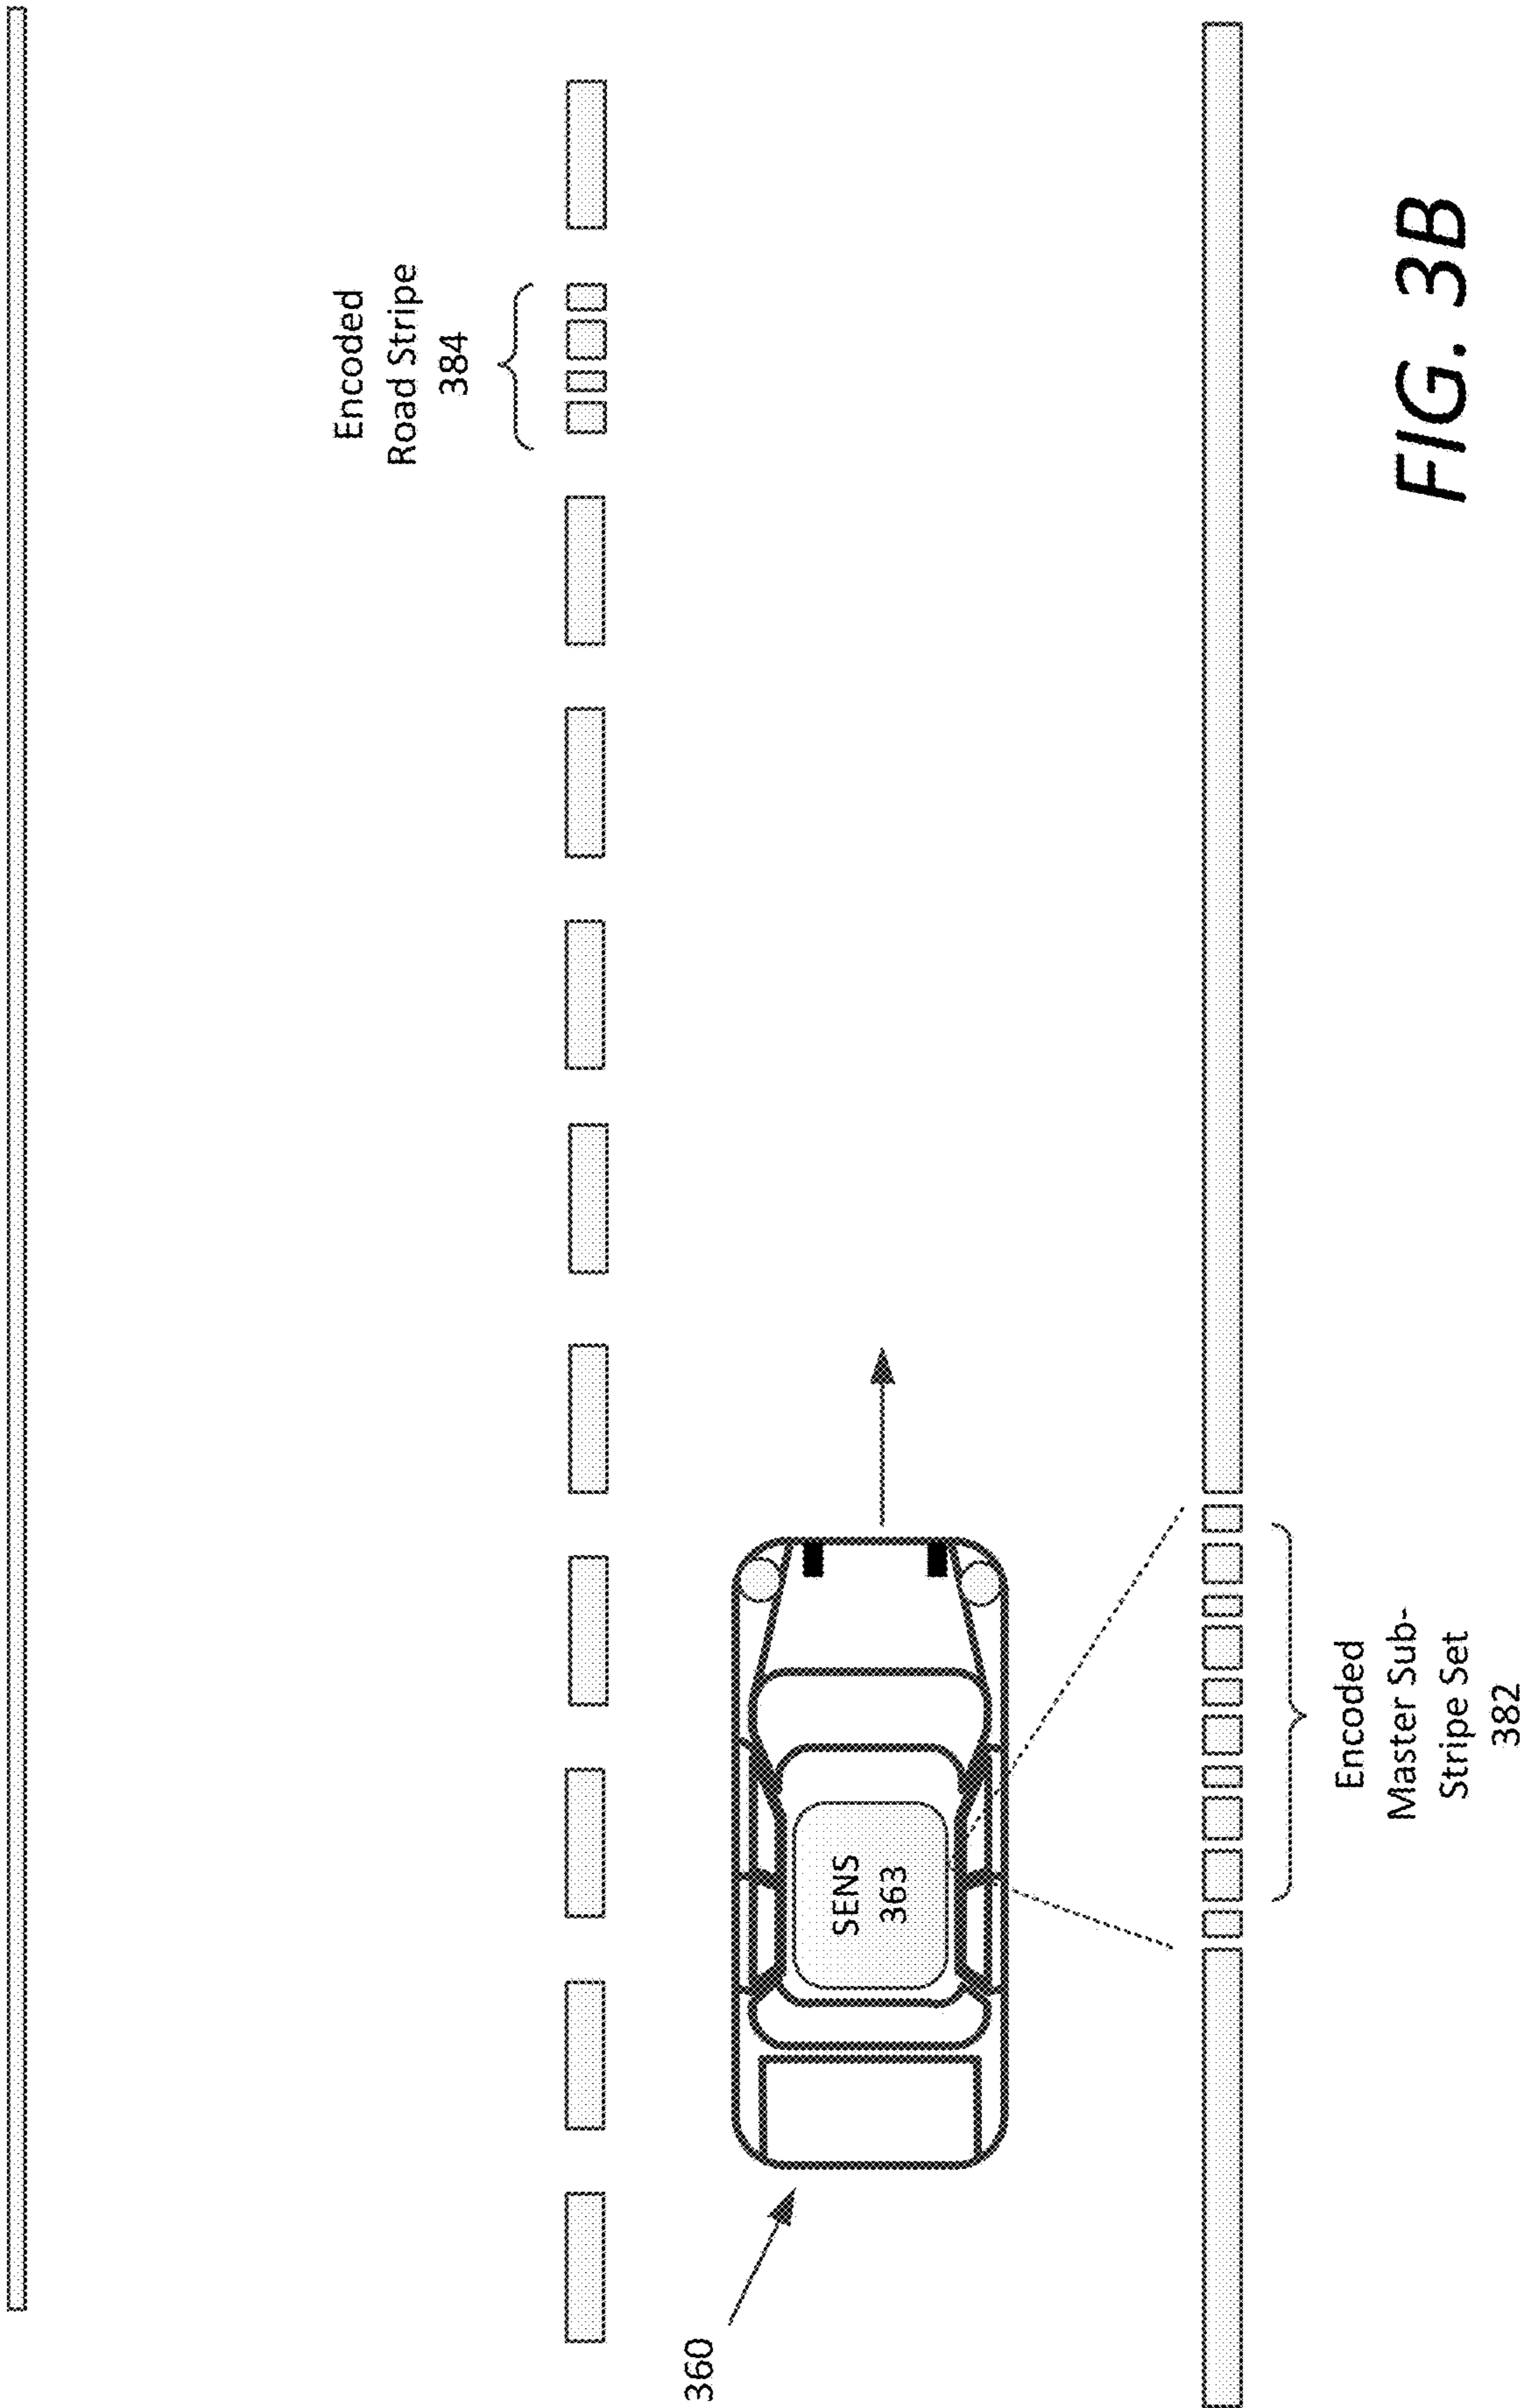 Encoded
Road Stripe
384
360
SENS
363
Encoded
Master Sub-
Stripe Set
382
FIG. 3B